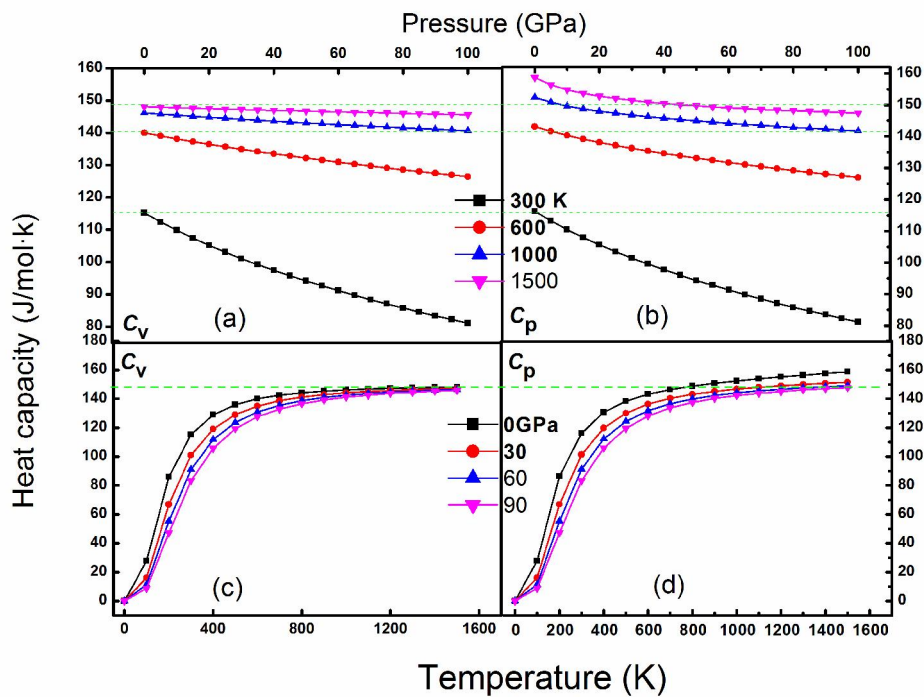 Pressure (GPa)
0 20 40 60 80 100 0 20 40 60 80 100
160 160
150 150
140 140
130 130
120 120
110 110
100 100
90 90
80 80
300 K
600
1000
1500
Cv (a) Cp (b)
Heat capacity (J/mol·k)
180 180
160 160
140 140
120 120
100 100
80 80
60 60
40 40
20 20
0 0
Cv Cp
0GPa
30
60
90
(c) (d)
0 400 800 1200 1600 0 200 400 600 800 1000 1200 1400 1600
Temperature (K)